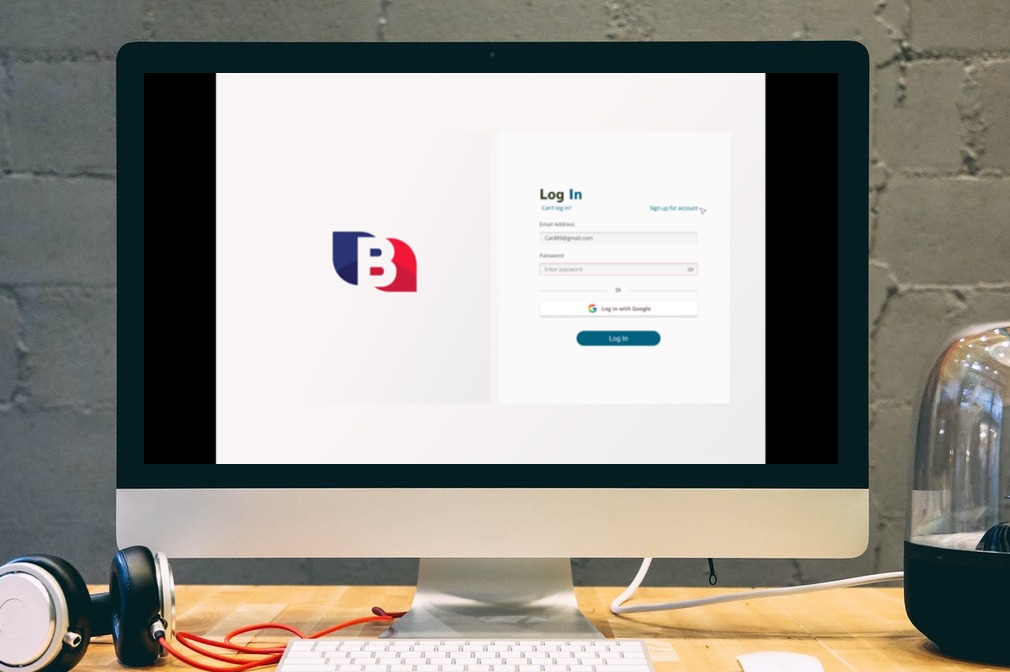 B
Log In
Can't log in?
Sign up for account
Email Address
Cat489@gmail.com
Password
Enter password
Or
Log in with Google
Log In